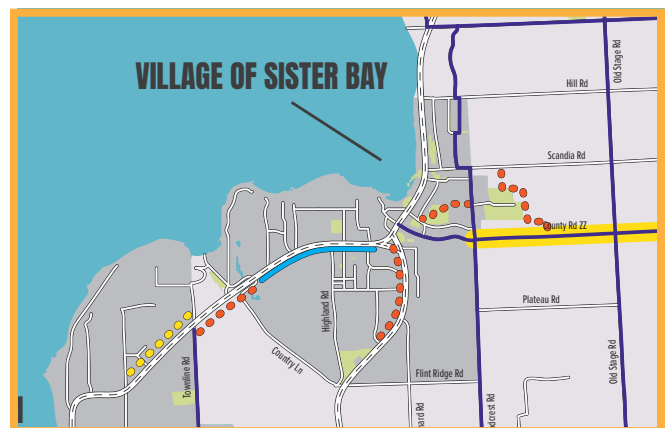 VILLAGE OF SISTER BAY
Old Stage Rd
Hill Rd
Scandia Rd
County Rd ZZ
Plateau Rd
Highland Rd
Country Ln
Townline Rd
Flint Ridge Rd
Old Stage Rd